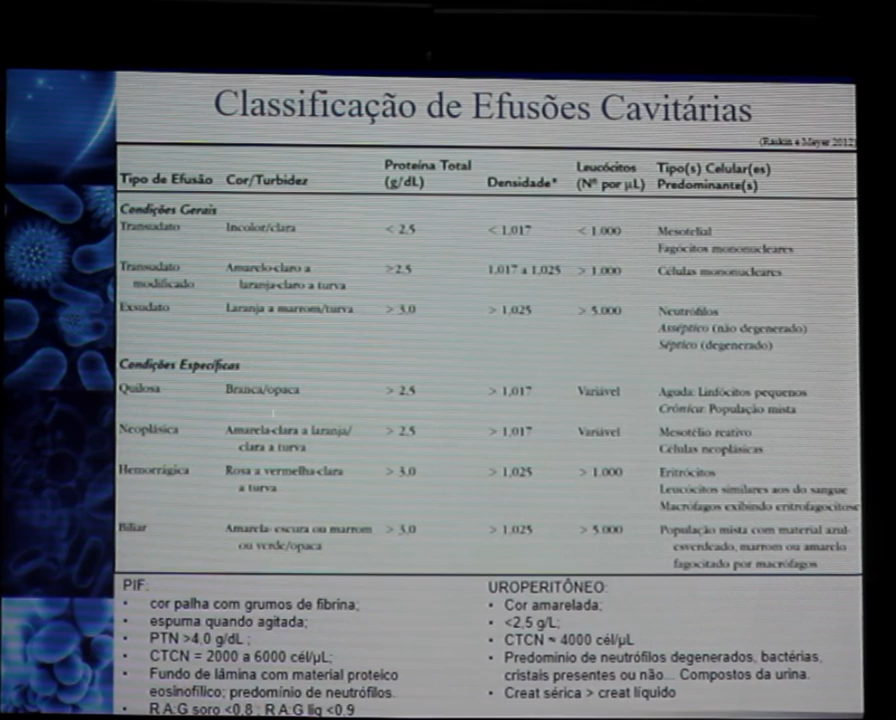 Classificação de Efusões Cavitárias
(Raskin e Meyer 2012)
Tipo de Efusão Cor/Turbidez Proteína Total (g/dL) Densidade* Leucócitos (Nº por µL) Tipo(s) Celular(es) Predominante(s)
Condições Gerais
Transudato Incolor/clara < 2,5 < 1,017 < 1.000 Mesotelial
Fagócitos mononucleares
Transudato Amarelo-claro a ≥2,5 1,017 a 1,025 > 1.000 Células mononucleares
modificado laranja-claro a turva
Exsudato Laranja a marrom/turva > 3,0 > 1,025 > 5.000 Neutrófilos
Asséptico (não degenerado)
Séptico (degenerado)
Condições Específicas
Quilosa Branca/opaca > 2,5 > 1,017 Variável Aguda: Linfócitos pequenos
Crônica: População mista
Neoplásica Amarela-clara a laranja/ > 2,5 > 1,017 Variável Mesotélio reativo
clara a turva Células neoplásicas
Hemorrágica Rosa a vermelha-clara > 3,0 > 1,025 > 1.000 Eritrócitos
a turva Leucócitos similares aos do sangue
Macrófagos exibindo eritrofagocitose
Biliar Amarela- escura ou marrom > 3,0 > 1,025 > 5.000 População mista com material azul-
ou verde/opaca esverdeado, marrom ou amarelo
fagocitado por macrófagos
PIF:
• cor palha com grumos de fibrina;
• espuma quando agitada;
• PTN >4,0 g/dL ;
• CTCN = 2000 a 6000 cél/µL;
• Fundo de lâmina com material proteico
eosinofílico; predomínio de neutrófilos.
• R.A:G soro <0,8 ; R.A:G liq <0,9
UROPERITÔNEO:
• Cor amarelada;
• <2,5 g/L;
• CTCN ≈ 4000 cél/µL
• Predomínio de neutrófilos degenerados, bactérias,
cristais presentes ou não... Compostos da urina.
• Creat sérica > creat líquido